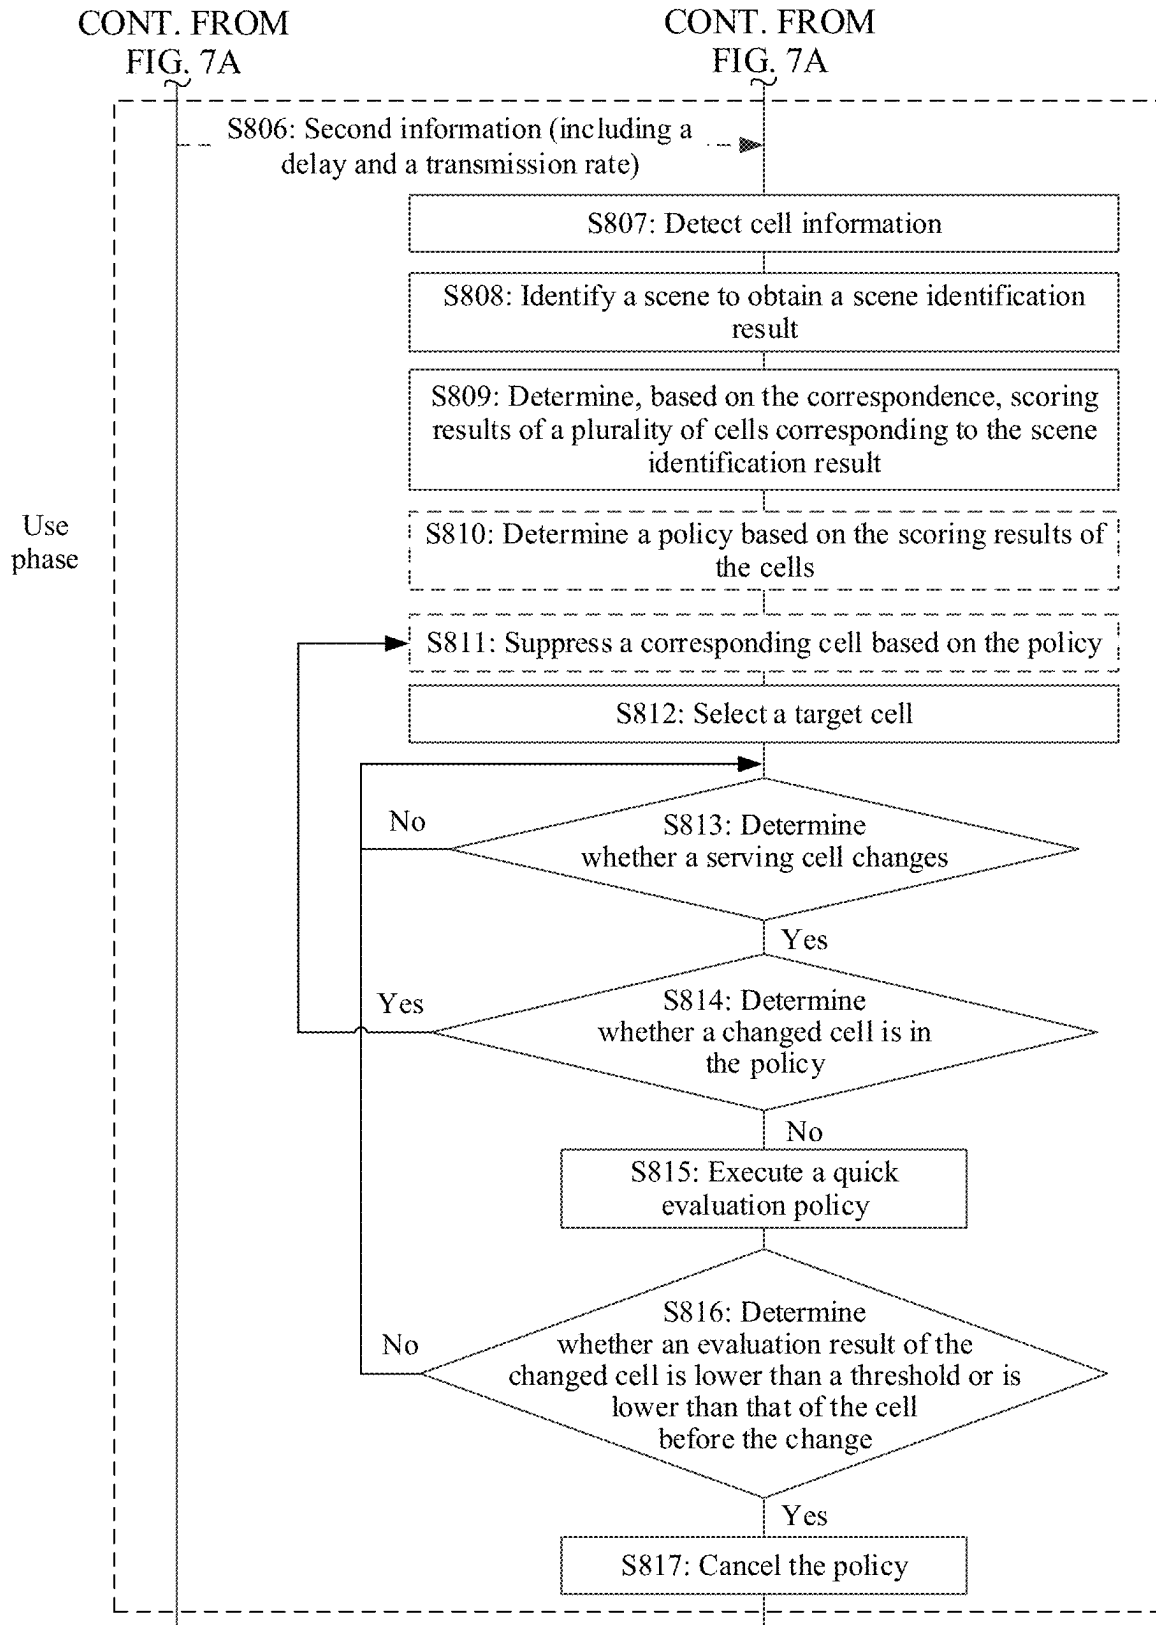 CONT. FROM
FIG. 7A
CONT. FROM
FIG. 7A
S806: Second information (including a
delay and a transmission rate)
S807: Detect cell information
S808: Identify a scene to obtain a scene identification
result
S809: Determine, based on the correspondence, scoring
results of a plurality of cells corresponding to the scene
identification result
Use
phase
S810: Determine a policy based on the scoring results of
the cells
S811: Suppress a corresponding cell based on the policy
S812: Select a target cell
No
S813: Determine
whether a serving cell changes
Yes
Yes
S814: Determine
whether a changed cell is in
the policy
No
S815: Execute a quick
evaluation policy
No
S816: Determine
whether an evaluation result of the
changed cell is lower than a threshold or is
lower than that of the cell
before the change
Yes
S817: Cancel the policy